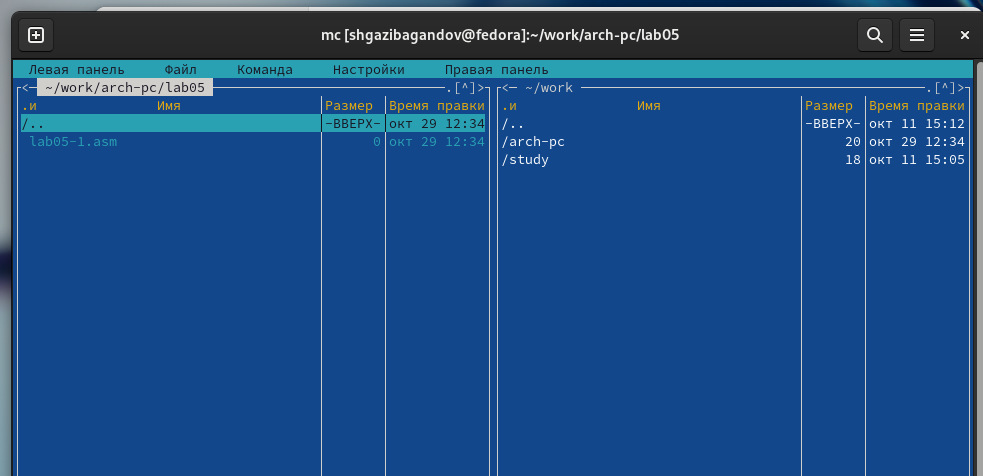 mc [shgazibagandov@fedora]:~/work/arch-pc/lab05
Левая панель Файл Команда Настройки Правая панель
<- ~/work/arch-pc/lab05 .[^]>
.и Имя Размер Время правки
/.. -ВВЕРХ- окт 29 12:34
lab05-1.asm 0 окт 29 12:34
<- ~/work .[^]>
.и Имя Размер Время правки
/.. -ВВЕРХ- окт 11 15:12
/arch-pc 20 окт 29 12:34
/study 18 окт 11 15:05